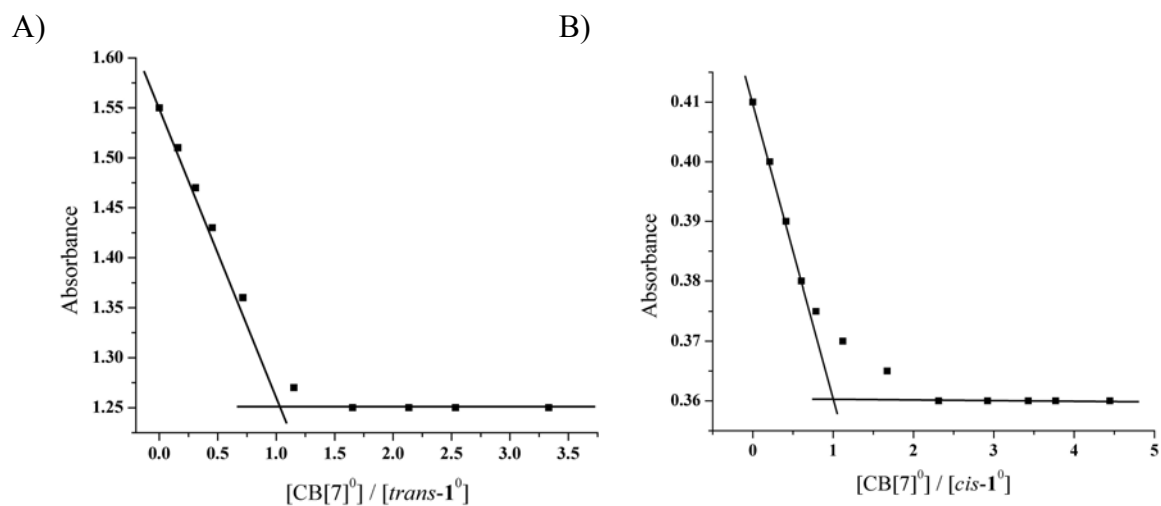 A)
1.60
1.55
1.50
1.45
1.40
1.35
1.30
1.25
Absorbance
0.0 0.5 1.0 1.5 2.0 2.5 3.0 3.5
[CB[7]⁰] / [trans-1⁰]
B)
0.41
0.40
0.39
0.38
0.37
0.36
Absorbance
0 1 2 3 4 5
[CB[7]⁰] / [cis-1⁰]